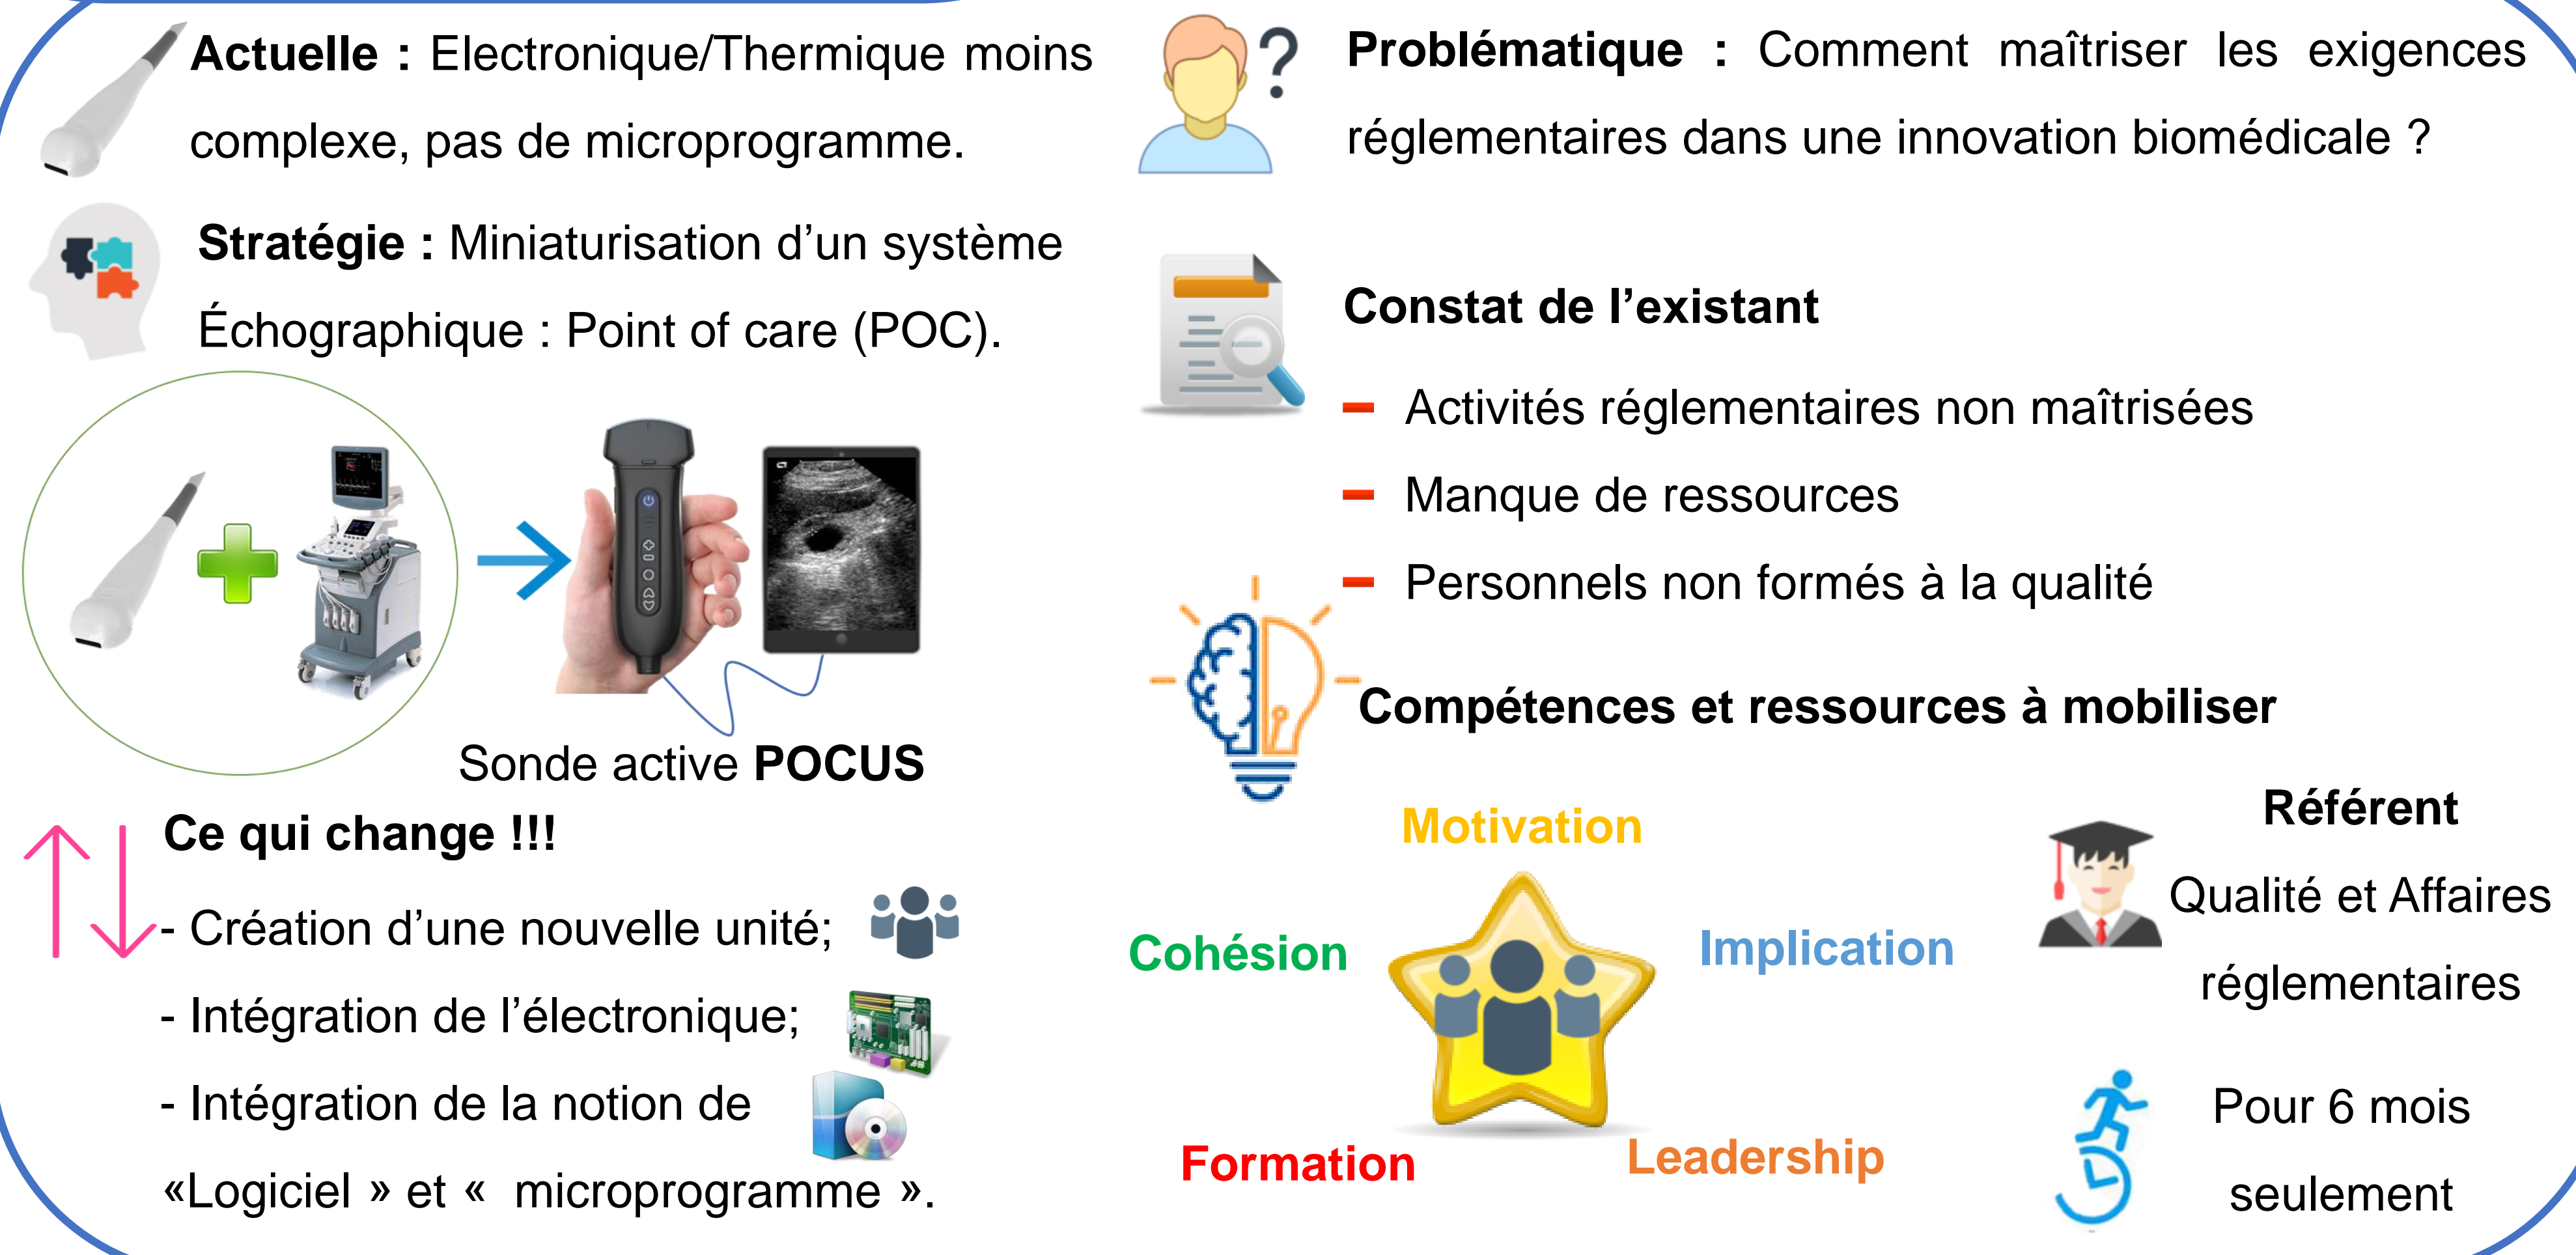 Actuelle : Electronique/Thermique moins
complexe, pas de microprogramme.
Stratégie : Miniaturisation d’un système
Échographique : Point of care (POC).
Sonde active POCUS
Ce qui change !!!
- Création d’une nouvelle unité;
- Intégration de l’électronique;
- Intégration de la notion de
«Logiciel » et «  microprogramme ».
?
Problématique : Comment maîtriser les exigences
réglementaires dans une innovation biomédicale ?
Constat de l’existant
Activités réglementaires non maîtrisées
Manque de ressources
Personnels non formés à la qualité
Compétences et ressources à mobiliser
Motivation
Cohésion
Implication
Formation
Leadership
Référent
Qualité et Affaires
réglementaires
Pour 6 mois
seulement